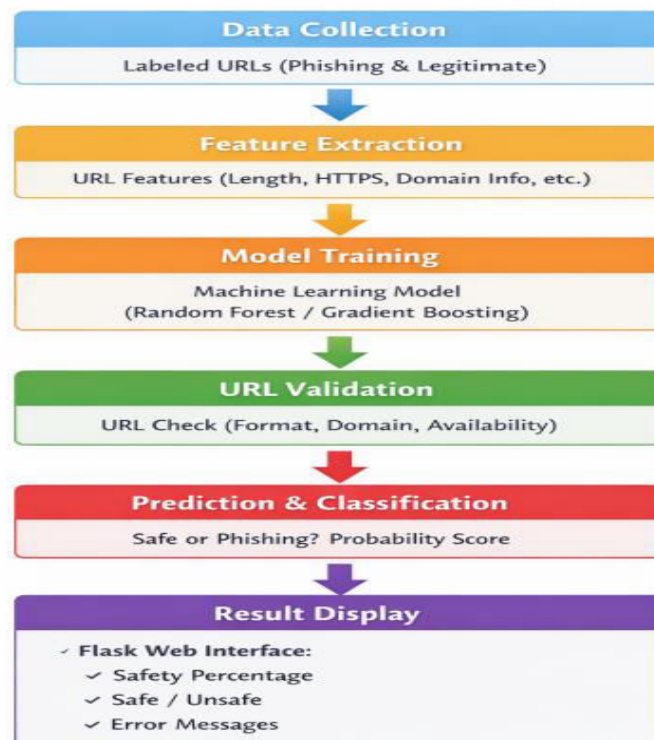 Data Collection
Labeled URLs (Phishing & Legitimate)
Feature Extraction
URL Features (Length, HTTPS, Domain Info, etc.)
Model Training
Machine Learning Model
(Random Forest / Gradient Boosting)
URL Validation
URL Check (Format, Domain, Availability)
Prediction & Classification
Safe or Phishing? Probability Score
Result Display
✓ Flask Web Interface:
✓ Safety Percentage
✓ Safe / Unsafe
✓ Error Messages